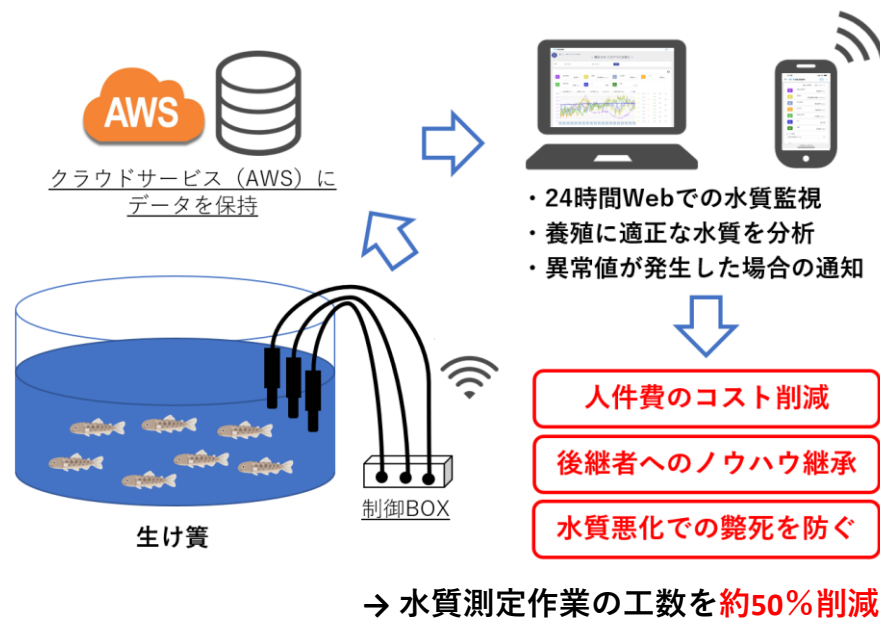 AWS
クラウドサービス（AWS）に
データを保持
・24時間Webでの水質監視
・養殖に適正な水質を分析
・異常値が発生した場合の通知
制御BOX
生け簀
人件費のコスト削減
後継者へのノウハウ継承
水質悪化での斃死を防ぐ
→ 水質測定作業の工数を約50％削減